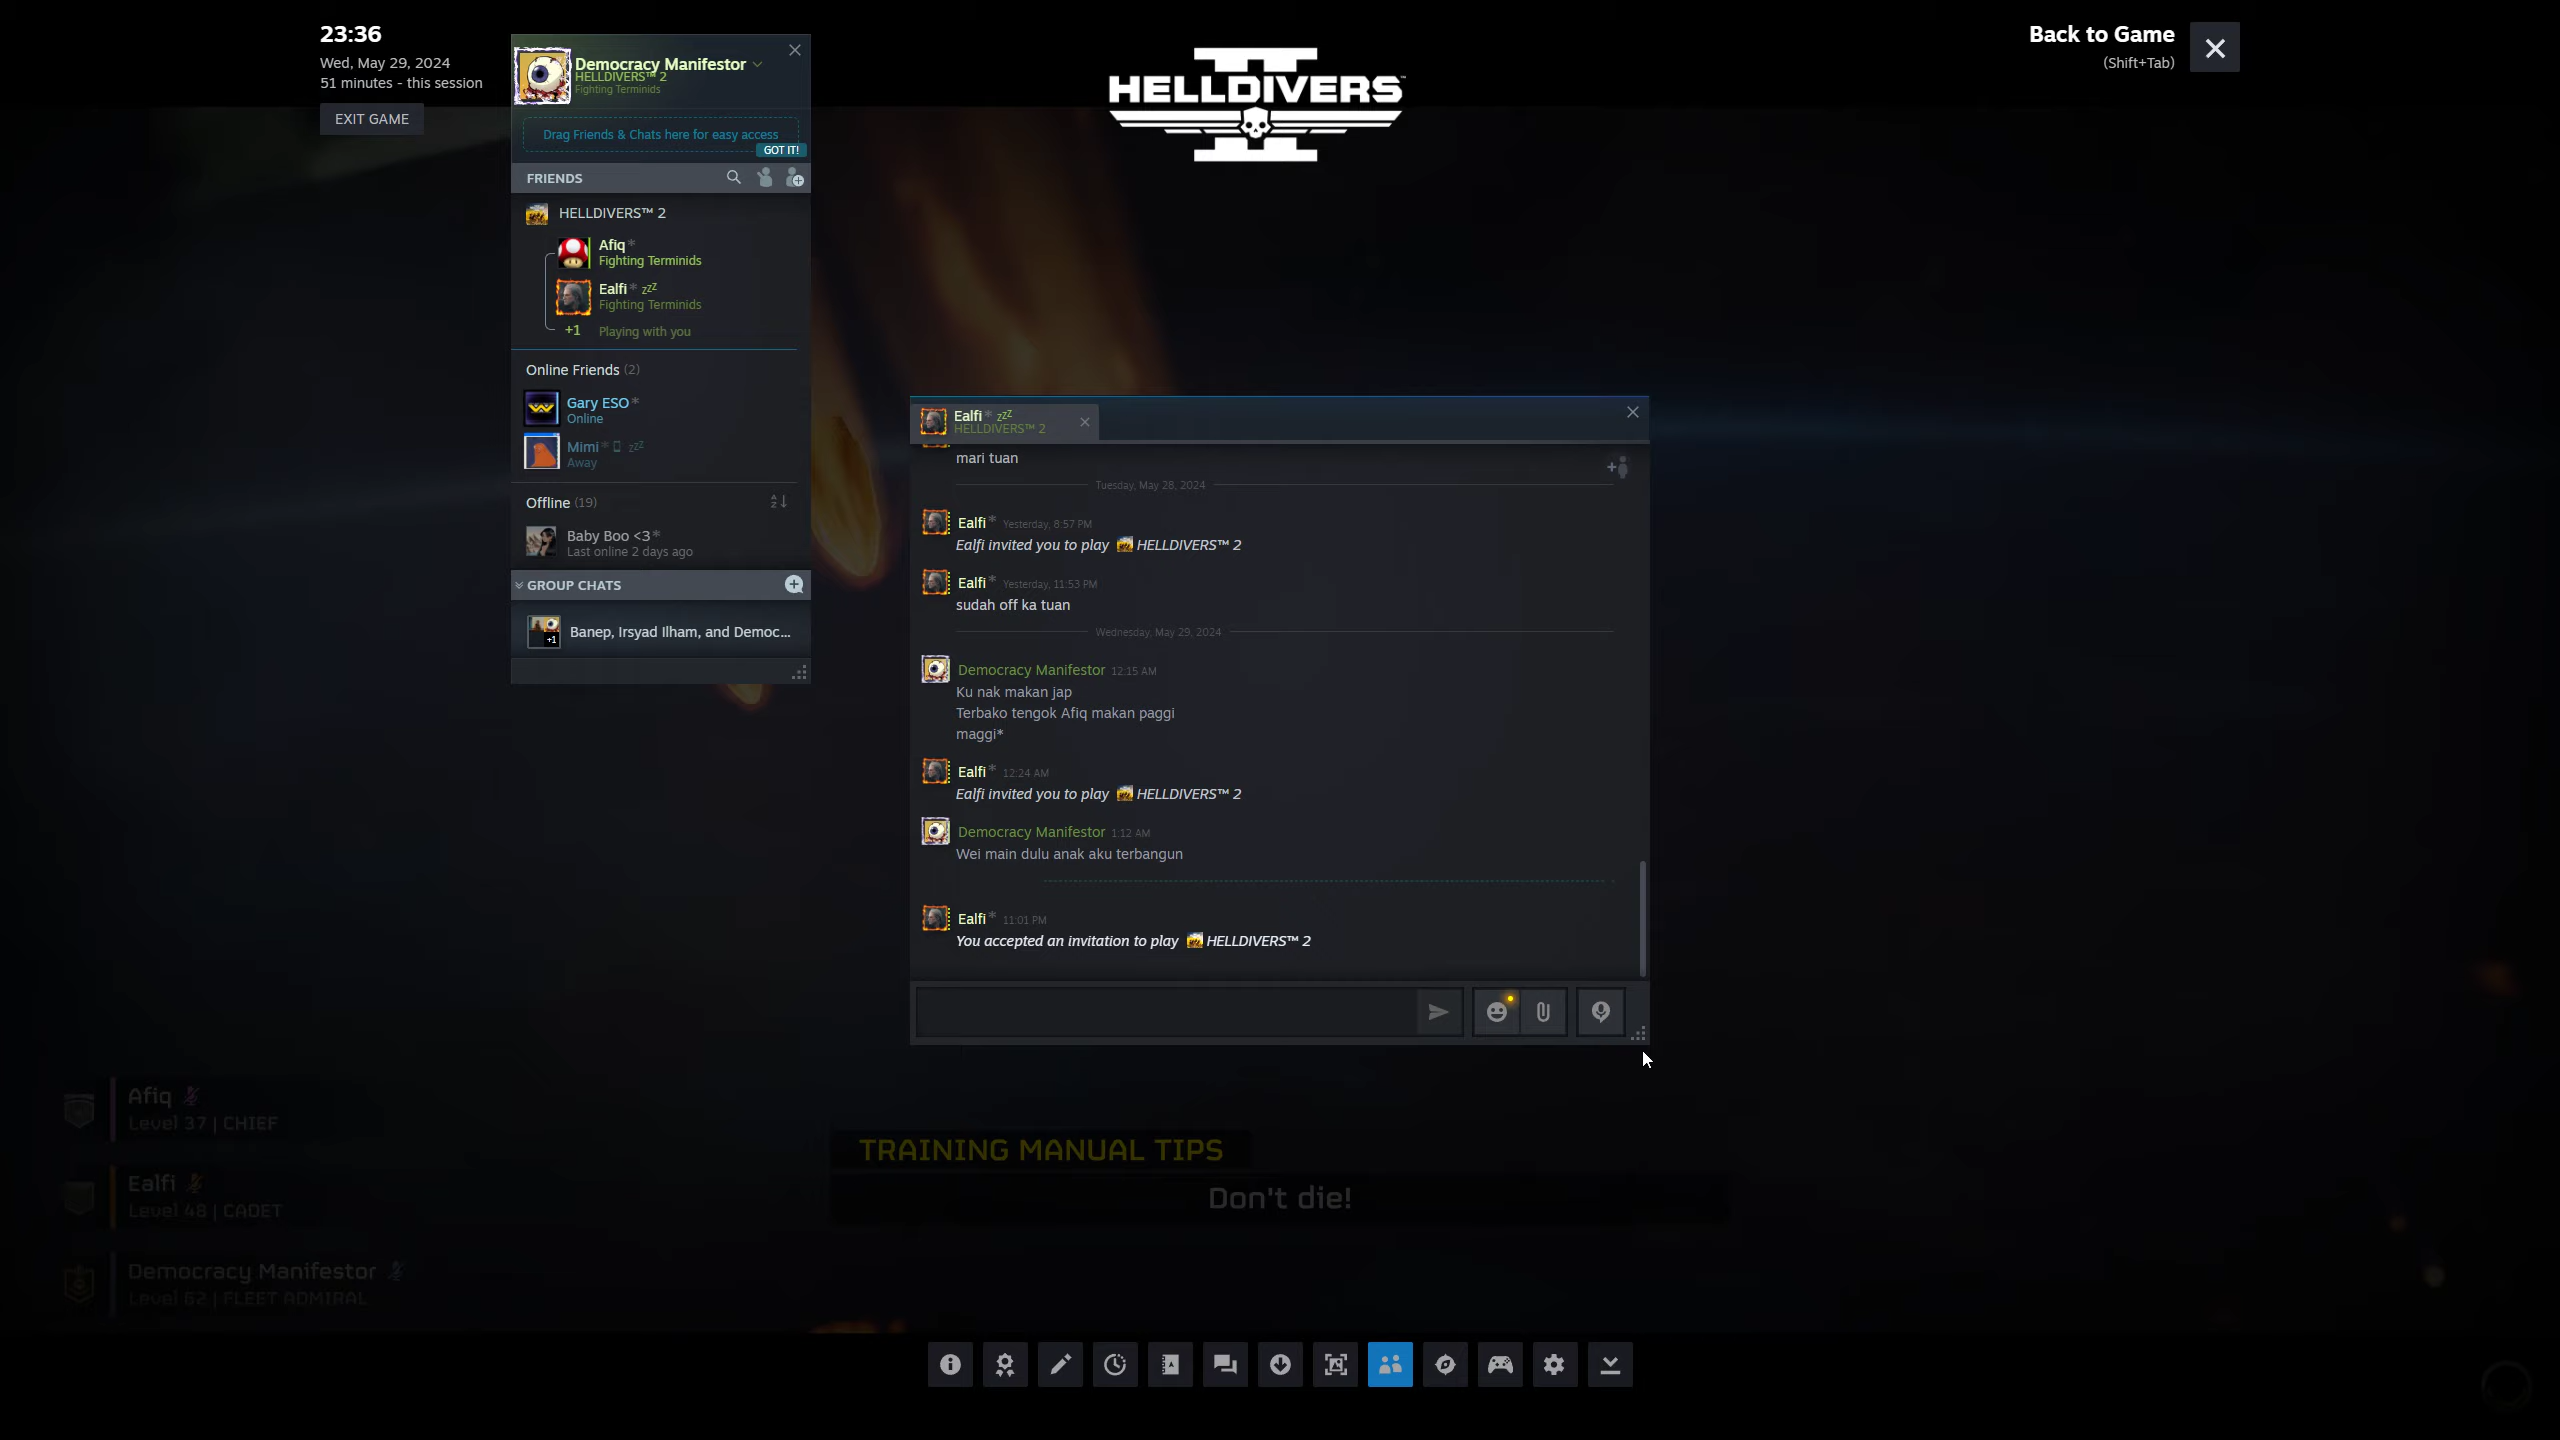 23:36
Wed, May 29, 2024
51 minutes - this session
EXIT GAME
Democracy Manifestor
HELLDIVERS™ 2
Fighting Terminids
Drag Friends & Chats here for easy access
GOT IT!
FRIENDS
HELLDIVERS™ 2
Afiq*
Fighting Terminids
Ealfi* zzz
Fighting Terminids
+1 Playing with you
Online Friends (2)
Gary ESO*
Online
Mimi* zzz
Away
Offline (19)
Baby Boo <3*
Last online 2 days ago
GROUP CHATS
+1
Banep, Irsyad Ilham, and Democ...
HELLDIVERS™
II
Back to Game
(Shift+Tab)
Ealfi* zzz
HELLDIVERS™ 2
mari tuan
Tuesday, May 28, 2024
Ealfi* Yesterday, 8:57 PM
Ealfi invited you to play HELLDIVERS™ 2
Ealfi* Yesterday, 11:53 PM
sudah off ka tuan
Wednesday, May 29, 2024
Democracy Manifestor 12:15 AM
Ku nak makan jap
Terbako tengok Afiq makan paggi
maggi*
Ealfi* 12:24 AM
Ealfi invited you to play HELLDIVERS™ 2
Democracy Manifestor 1:12 AM
Wei main dulu anak aku terbangun
Ealfi* 11:01 PM
You accepted an invitation to play HELLDIVERS™ 2
Afiq
Level 37 | CHIEF
Ealfi
Level 48 | CADET
Democracy Manifestor
Level 62 | FLEET ADMIRAL
TRAINING MANUAL TIPS
Don't die!